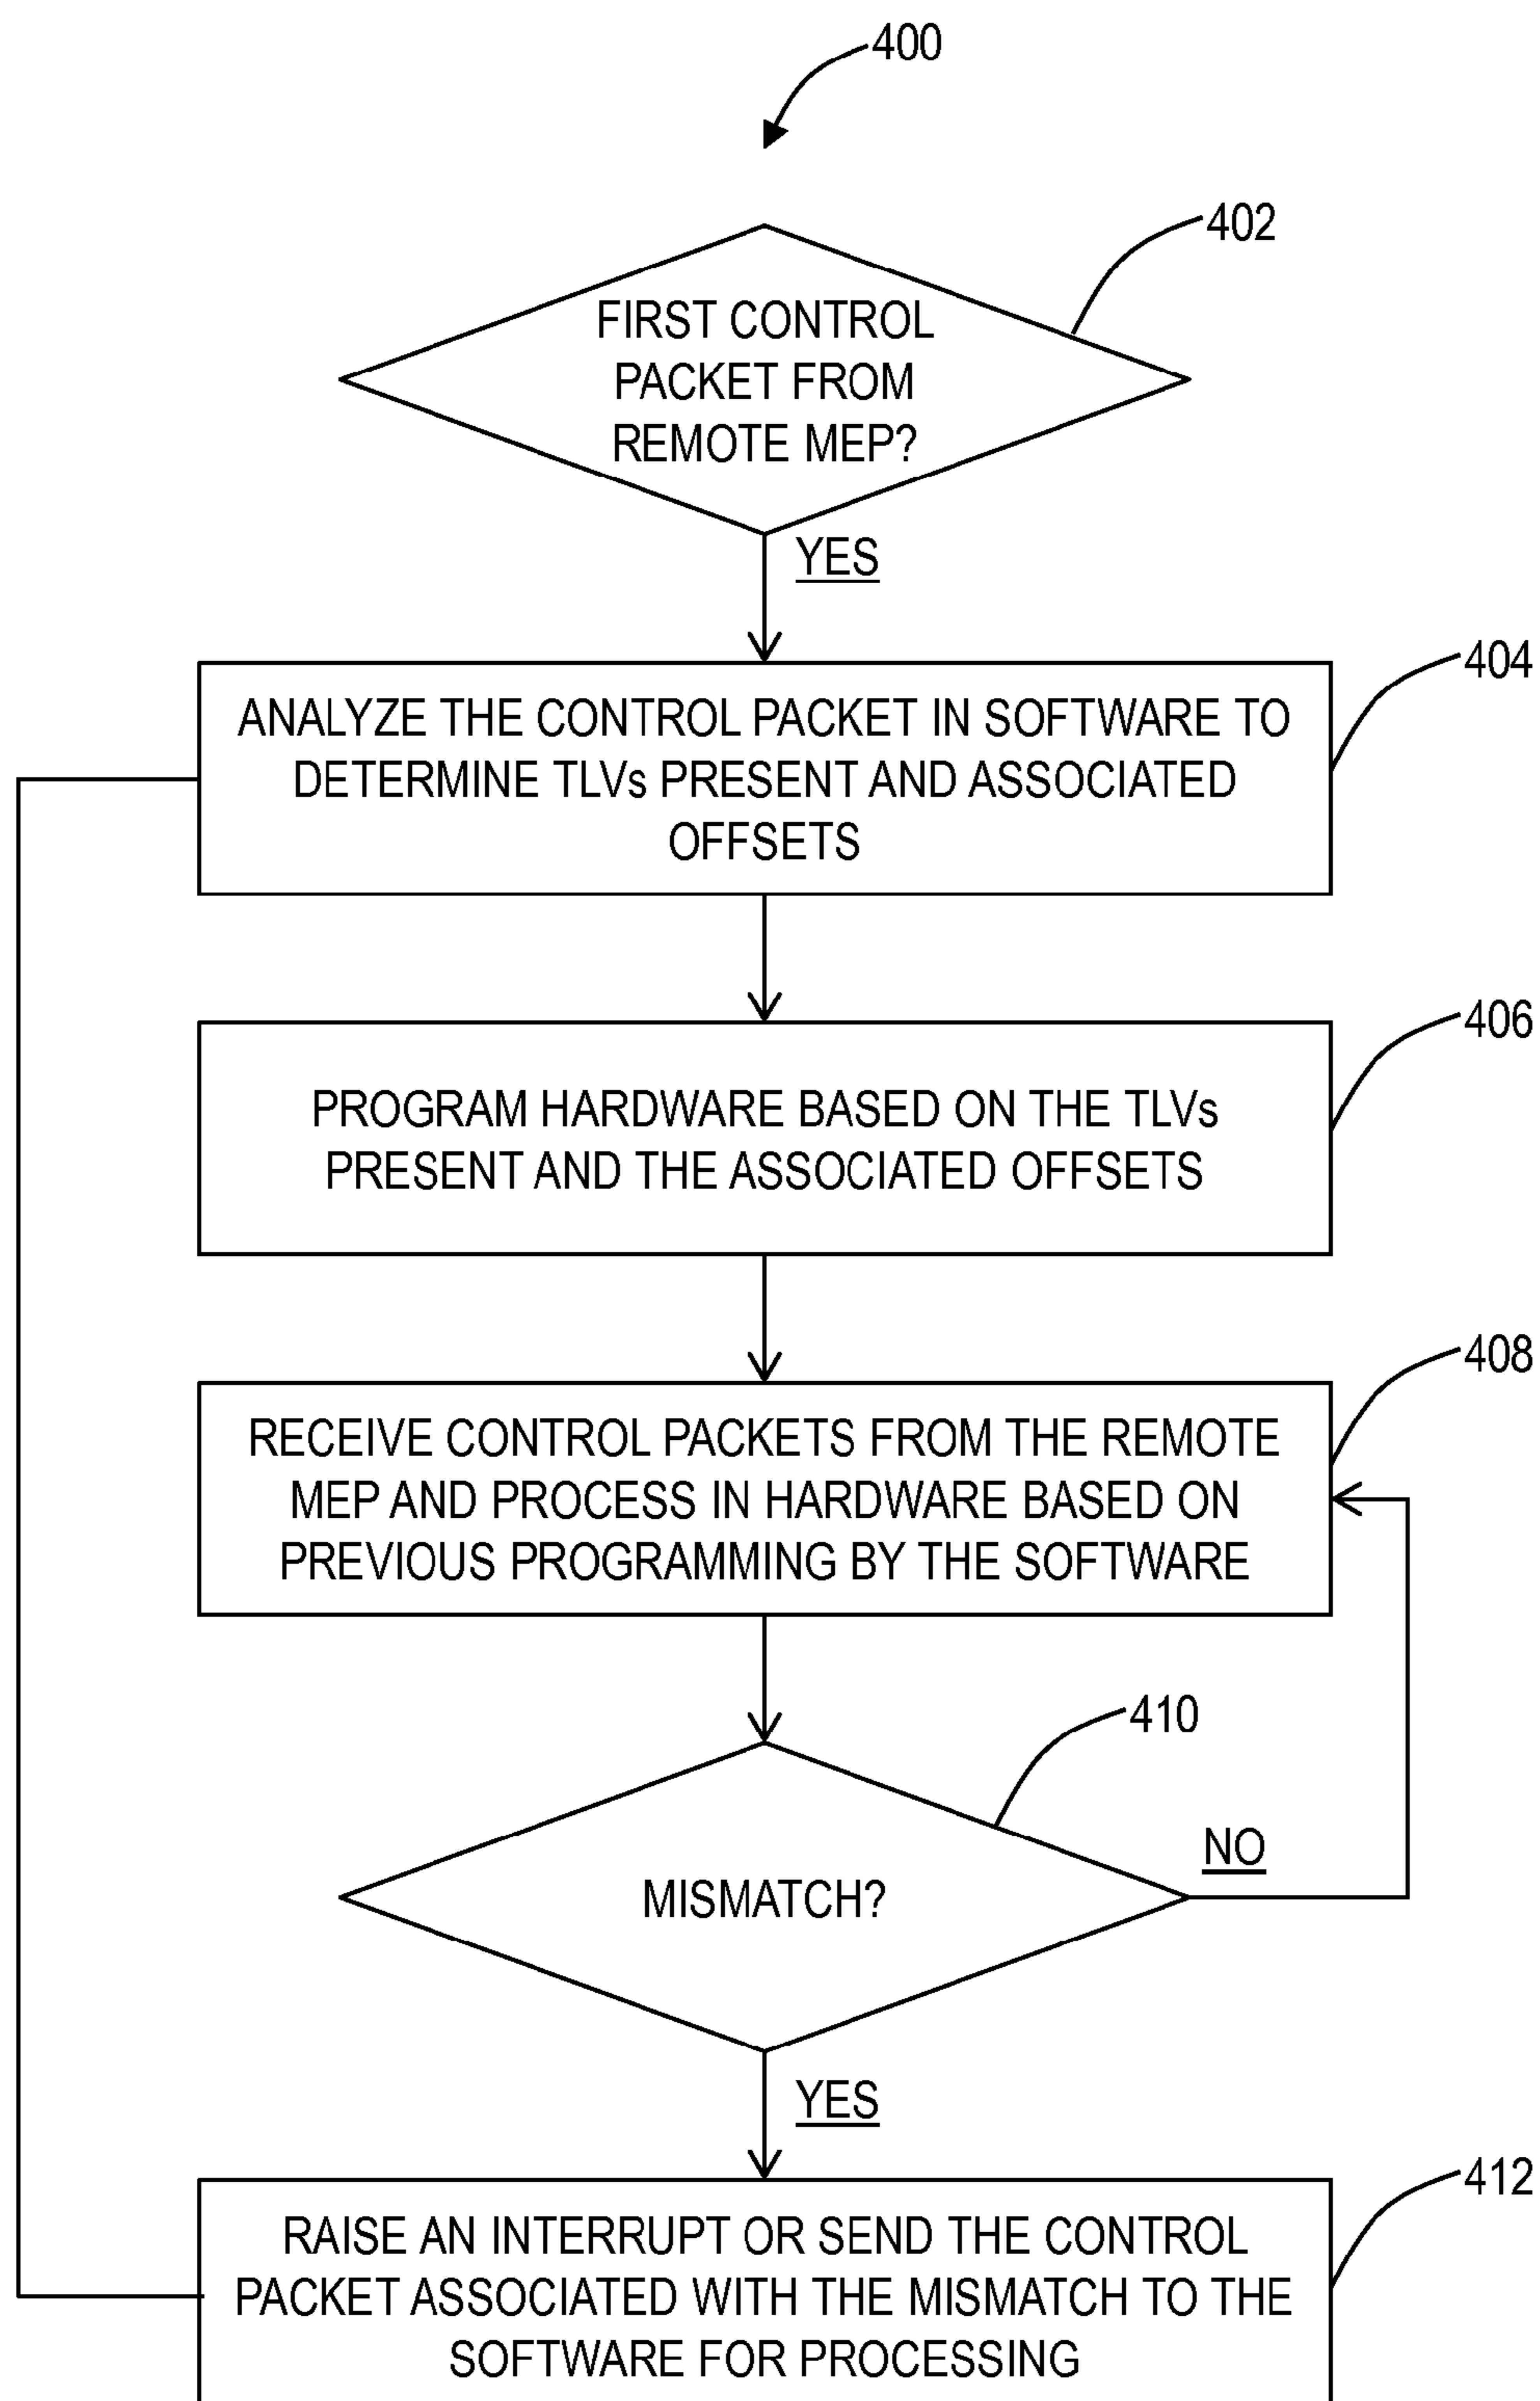 400
402
FIRST CONTROL
PACKET FROM
REMOTE MEP?
YES
404
ANALYZE THE CONTROL PACKET IN SOFTWARE TO
DETERMINE TLVs PRESENT AND ASSOCIATED
OFFSETS
406
PROGRAM HARDWARE BASED ON THE TLVs
PRESENT AND THE ASSOCIATED OFFSETS
408
RECEIVE CONTROL PACKETS FROM THE REMOTE
MEP AND PROCESS IN HARDWARE BASED ON
PREVIOUS PROGRAMMING BY THE SOFTWARE
410
NO
MISMATCH?
YES
412
RAISE AN INTERRUPT OR SEND THE CONTROL
PACKET ASSOCIATED WITH THE MISMATCH TO THE
SOFTWARE FOR PROCESSING